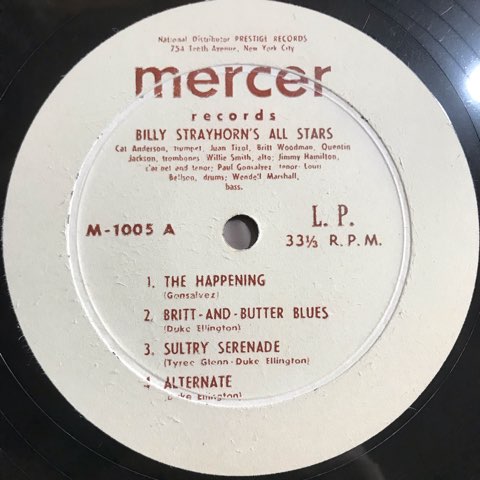 National Distributor PRESTIGE RECORDS
754 Tenth Avenue, New York City
mercer
records
BILLY STRAYHORN'S ALL STARS
Cat Anderson, trumpet, Juan Tizol, Britt Woodman, Quentin
Jackson, trombones, Willie Smith, alto; Jimmy Hamilton,
clarinet and tenor; Paul Gonsalvez tenor Louis
Bellson, drums; Wendell Marshall,
bass.
M-1005 A
L. P.
33⅓ R.P.M.
1. THE HAPPENING
(Gonsalvez)
2. BRITT-AND-BUTTER BLUES
(Duke Ellington)
3. SULTRY SERENADE
(Tyree Glenn-Duke Ellington)
4 ALTERNATE
(Duke Ellington)